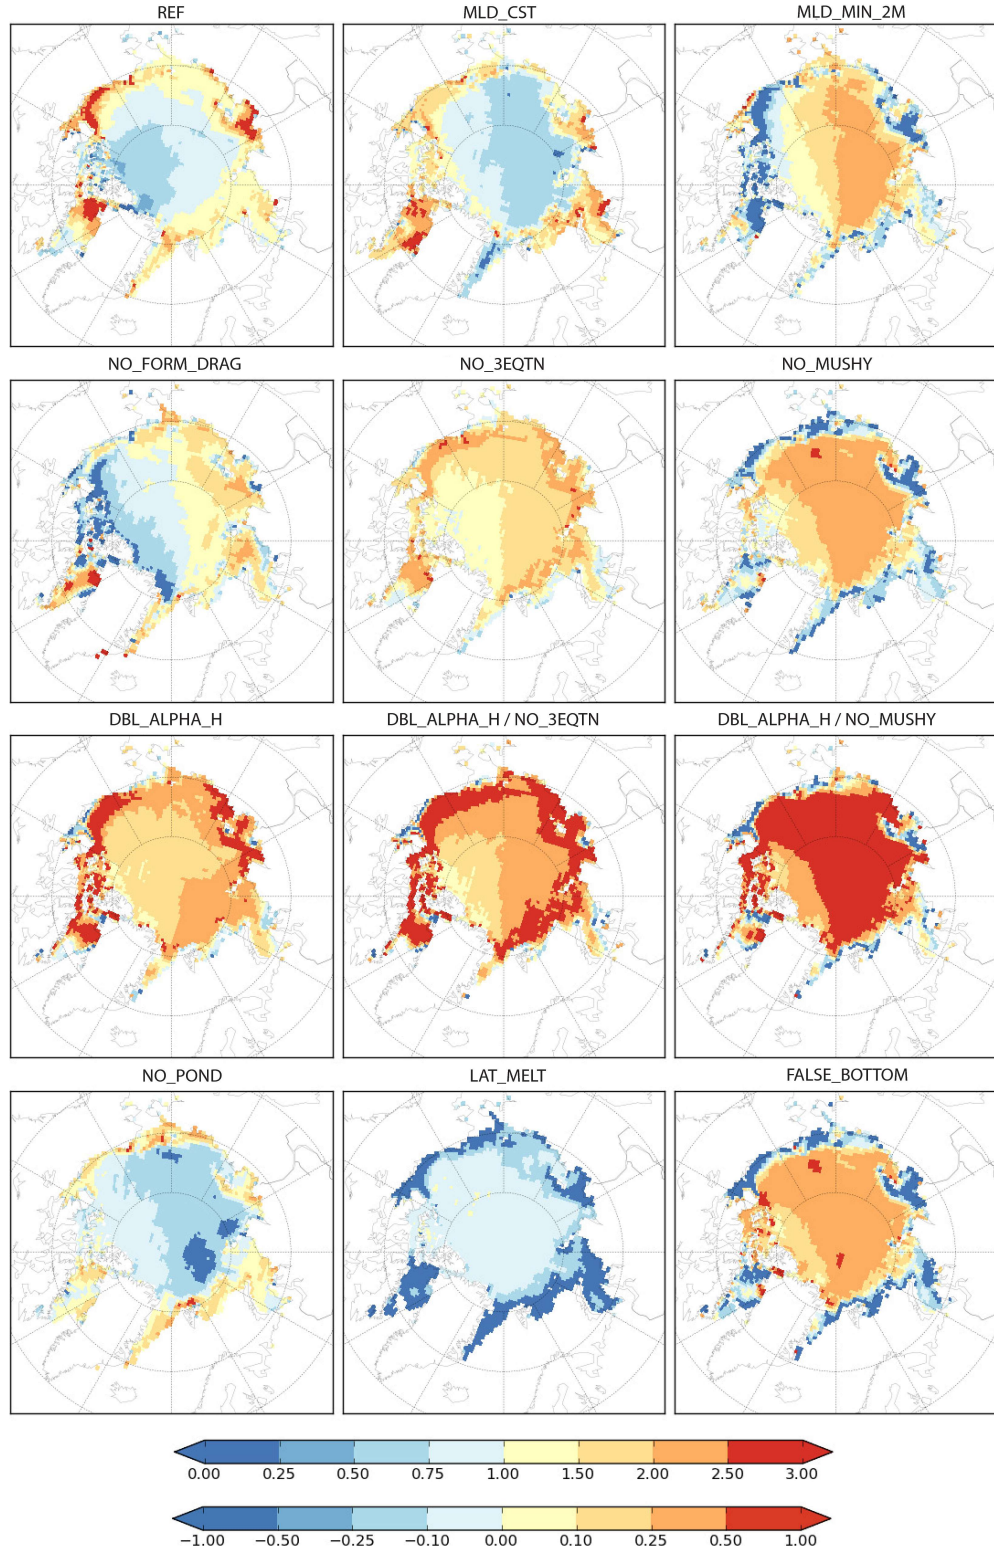 REF MLD_CST MLD_MIN_2M
NO_FORM_DRAG NO_3EQTN NO_MUSHY
DBL_ALPHA_H DBL_ALPHA_H / NO_3EQTN DBL_ALPHA_H / NO_MUSHY
NO_POND LAT_MELT FALSE_BOTTOM
0.00 0.25 0.50 0.75 1.00 1.50 2.00 2.50 3.00
−1.00 −0.50 −0.25 −0.10 0.00 0.10 0.25 0.50 1.00